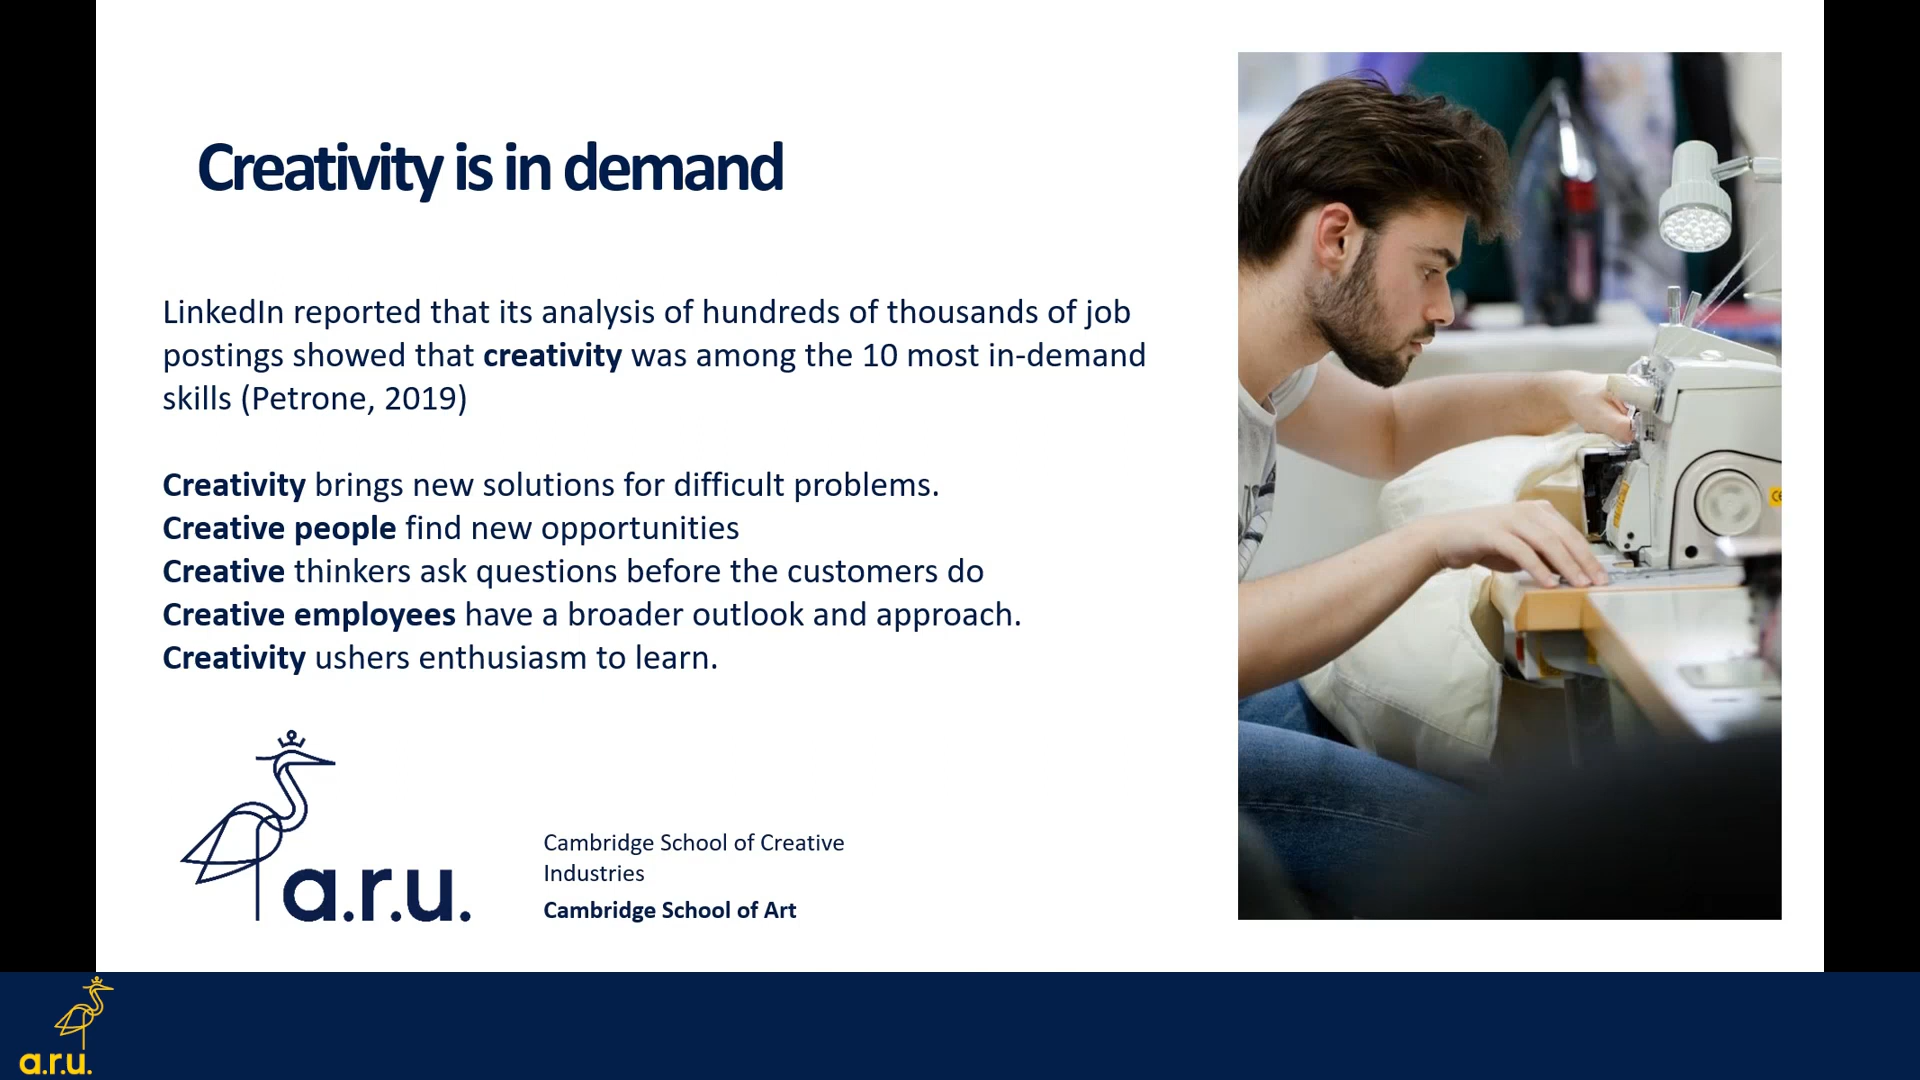 Creativity is in demand
LinkedIn reported that its analysis of hundreds of thousands of job
postings showed that creativity was among the 10 most in-demand
skills (Petrone, 2019)
Creativity brings new solutions for difficult problems.
Creative people find new opportunities
Creative thinkers ask questions before the customers do
Creative employees have a broader outlook and approach.
Creativity ushers enthusiasm to learn.
a.r.u.
Cambridge School of Creative
Industries
Cambridge School of Art
a.r.u.